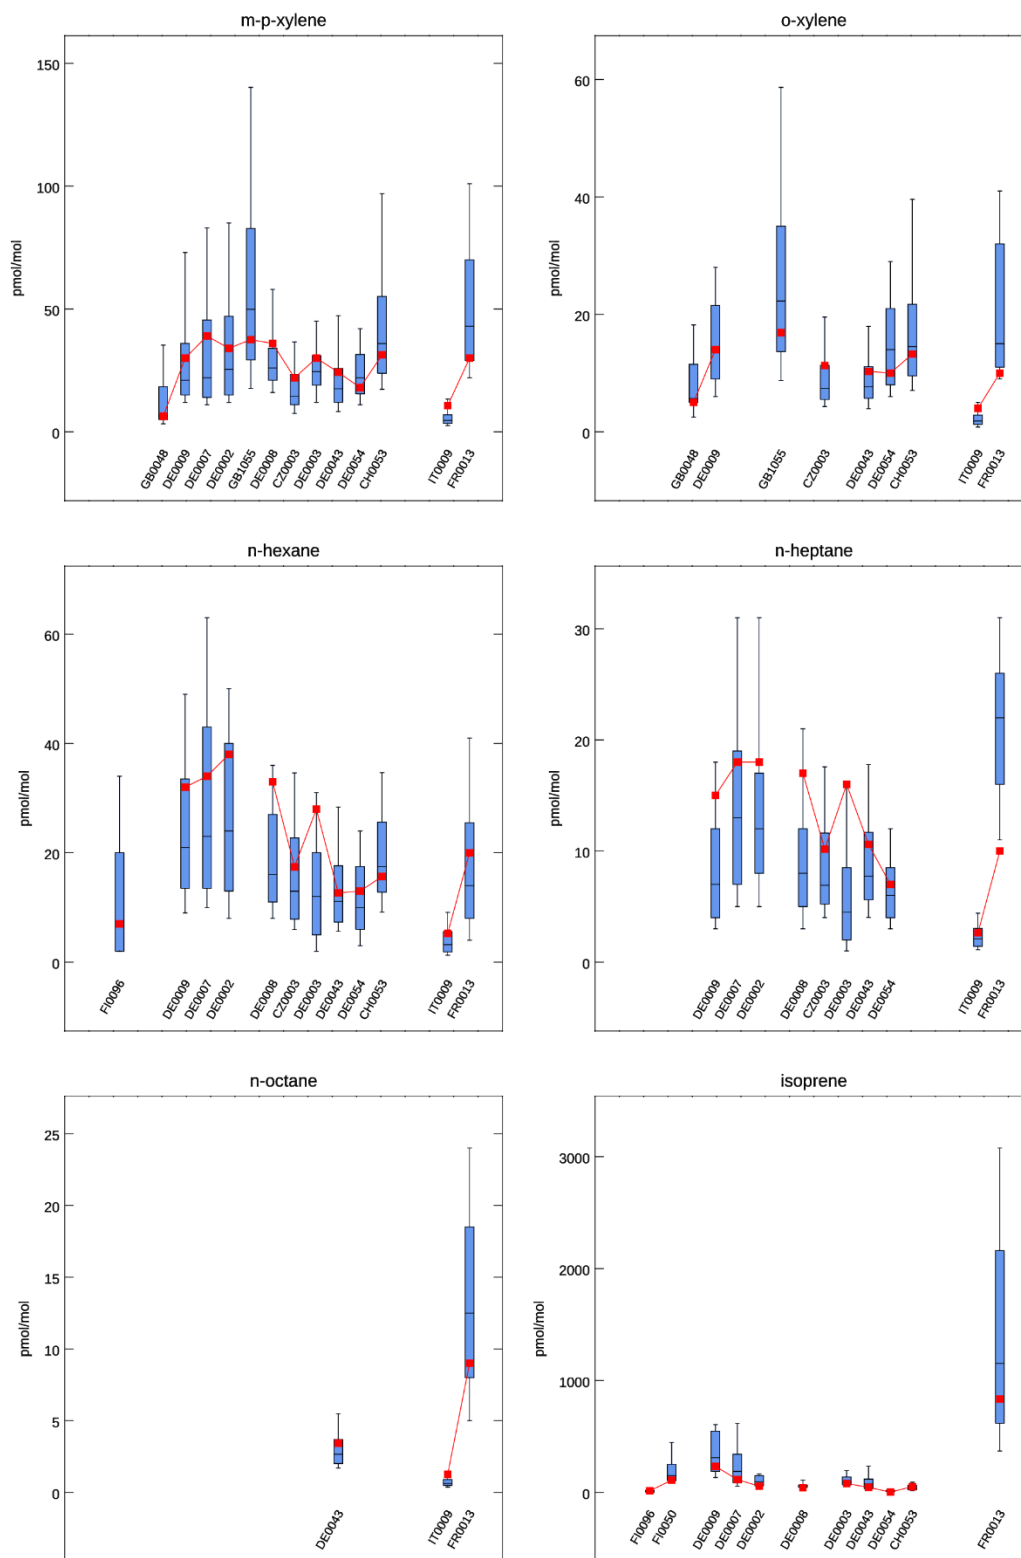 m-p-xylene
150
100
50
0
pmol/mol
GB0048
DE0009
DE0007
DE0002
GB1055
DE0008
CZ0003
DE0003
DE0043
DE0054
CH0053
IT0009
FR0013
o-xylene
60
40
20
0
pmol/mol
GB0048
DE0009
GB1055
CZ0003
DE0043
DE0054
CH0053
IT0009
FR0013
n-hexane
60
40
20
0
pmol/mol
FI0096
DE0009
DE0007
DE0002
DE0008
CZ0003
DE0003
DE0043
DE0054
CH0053
IT0009
FR0013
n-heptane
30
20
10
0
pmol/mol
DE0009
DE0007
DE0002
DE0008
CZ0003
DE0003
DE0043
DE0054
IT0009
FR0013
n-octane
25
20
15
10
5
0
pmol/mol
DE0043
IT0009
FR0013
isoprene
3000
2000
1000
0
pmol/mol
FI0096
FI0050
DE0009
DE0007
DE0002
DE0008
DE0003
DE0043
DE0054
CH0053
FR0013